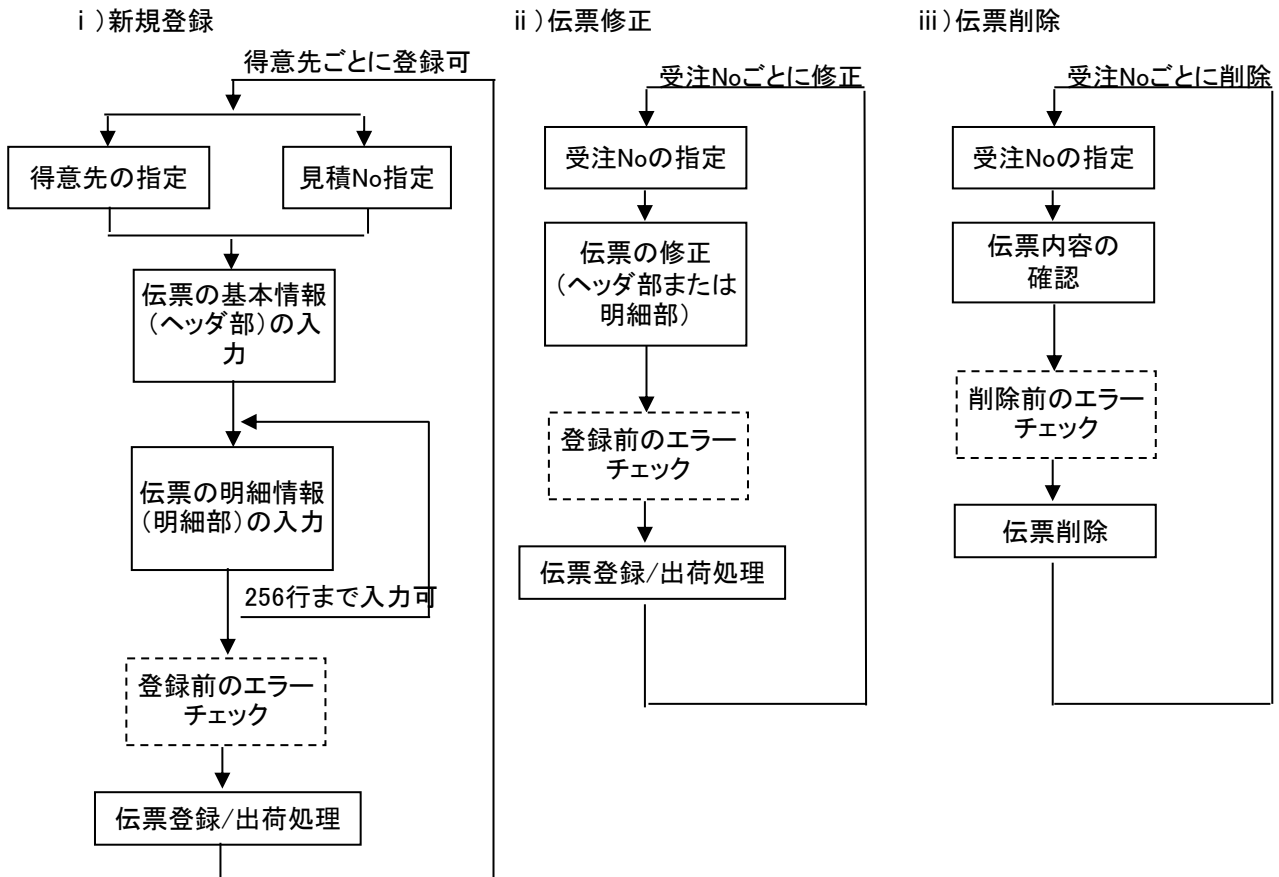 ⅰ）新規登録
得意先ごとに登録可
得意先の指定
見積No指定
伝票の基本情報
（ヘッダ部）の入
力
伝票の明細情報
（明細部）の入力
256行まで入力可
登録前のエラー
チェック
伝票登録/出荷処理
ⅱ）伝票修正
受注Noごとに修正
受注Noの指定
伝票の修正
（ヘッダ部または
明細部）
登録前のエラー
チェック
伝票登録/出荷処理
ⅲ）伝票削除
受注Noごとに削除
受注Noの指定
伝票内容の
確認
削除前のエラー
チェック
伝票削除